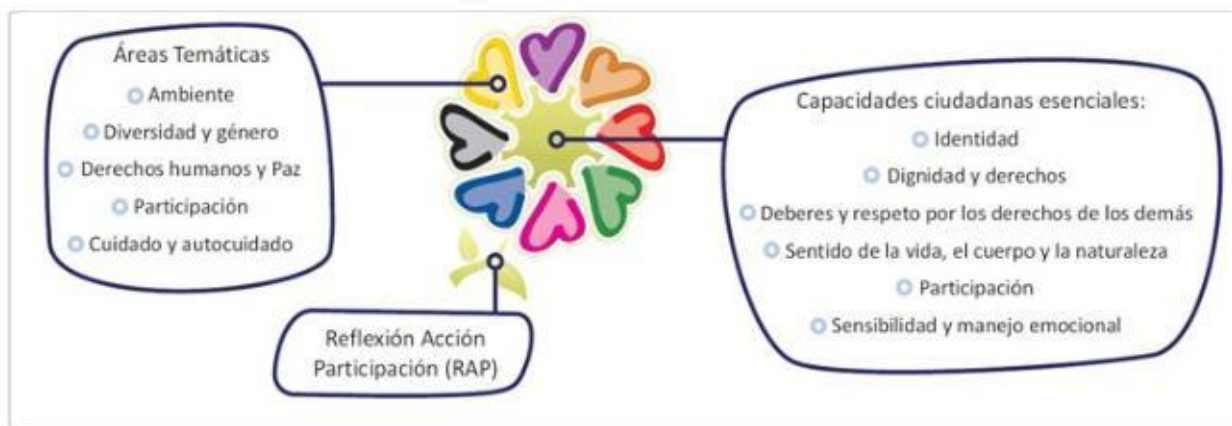 Áreas Temáticas
Ambiente
Diversidad y género
Derechos humanos y Paz
Participación
Cuidado y autocuidado
Reflexión Acción
Participación (RAP)
Capacidades ciudadanas esenciales:
Identidad
Dignidad y derechos
Deberes y respeto por los derechos de los demás
Sentido de la vida, el cuerpo y la naturaleza
Participación
Sensibilidad y manejo emocional